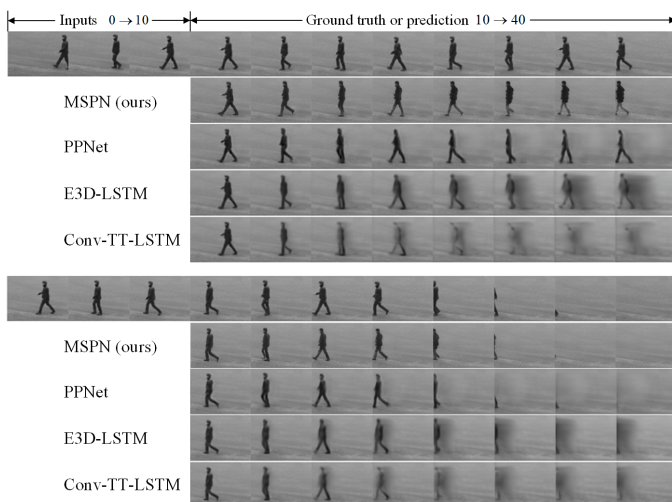 Inputs 0 → 10 Ground truth or prediction 10 → 40
MSPN (ours)
PPNet
E3D-LSTM
Conv-TT-LSTM
MSPN (ours)
PPNet
E3D-LSTM
Conv-TT-LSTM